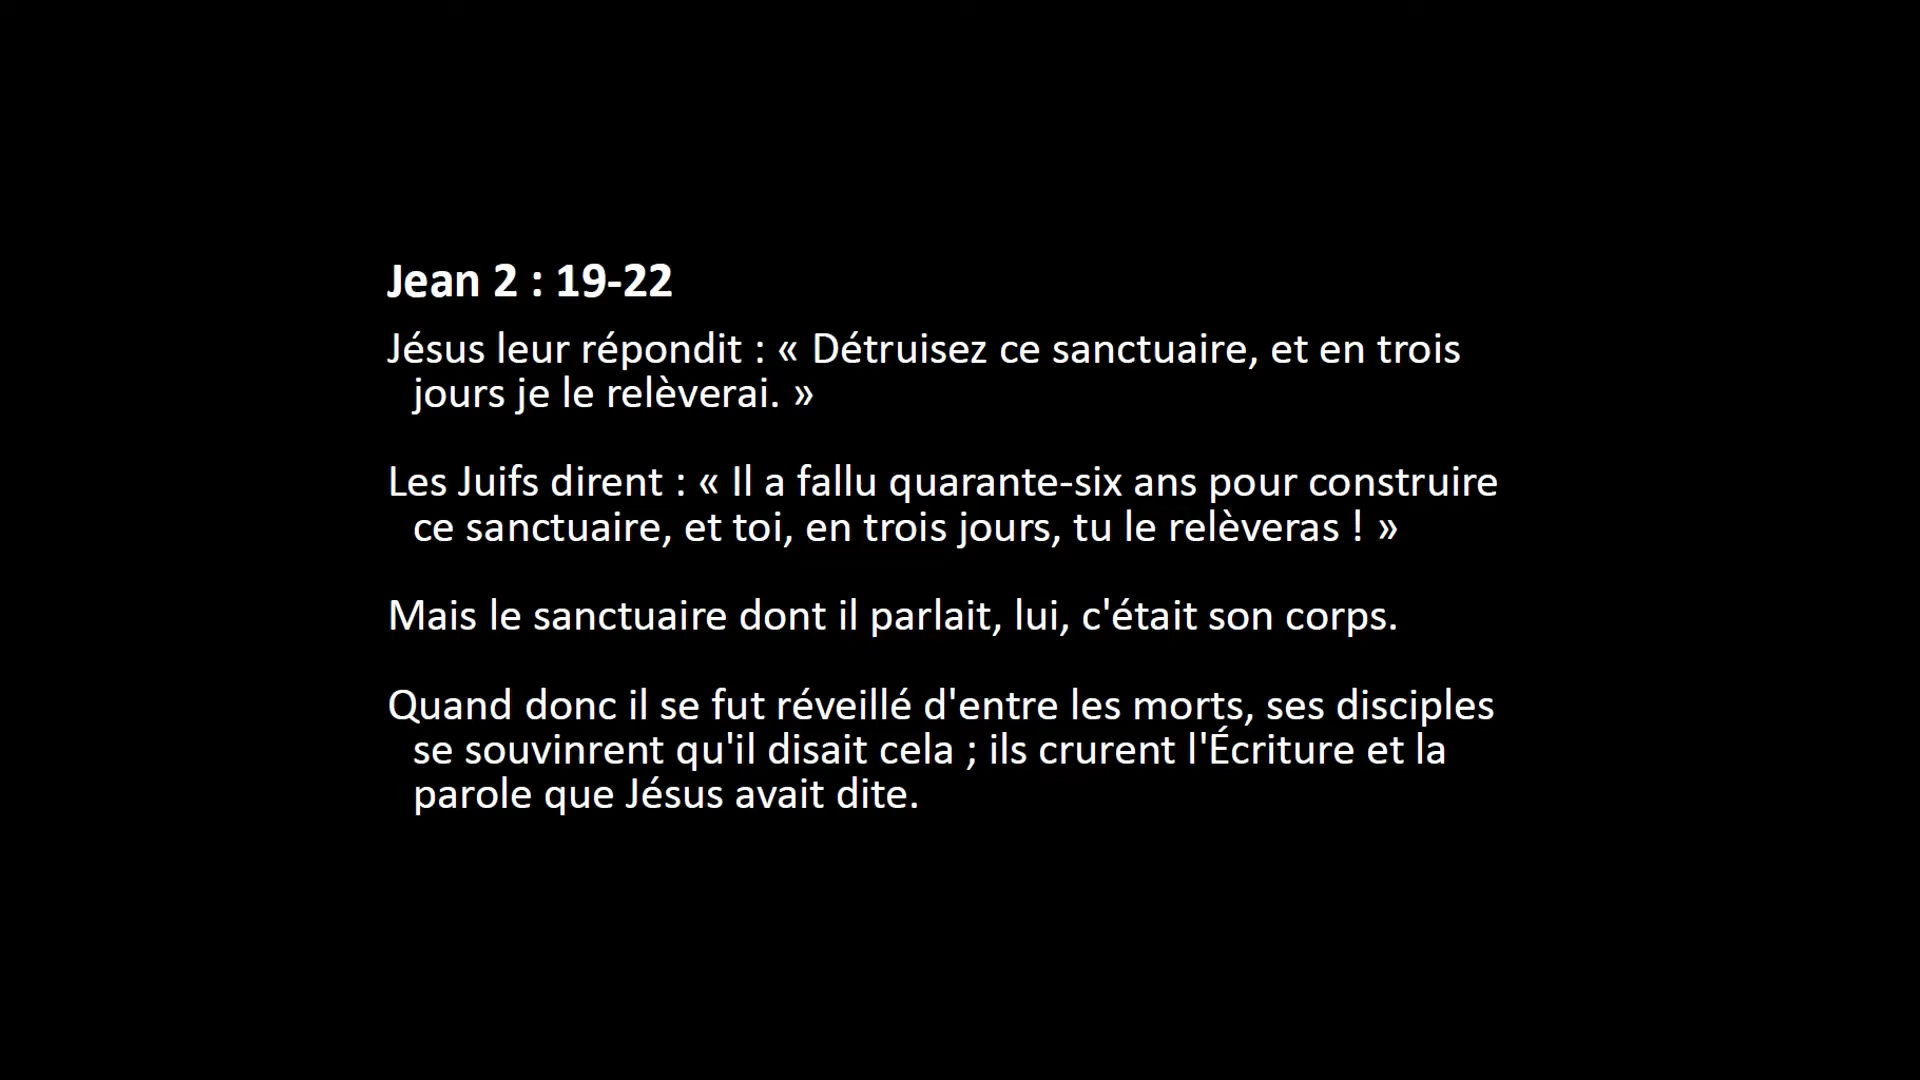 Jean 2 : 19-22
Jésus leur répondit : « Détruisez ce sanctuaire, et en trois
jours je le relèverai. »
Les Juifs dirent : « Il a fallu quarante-six ans pour construire
ce sanctuaire, et toi, en trois jours, tu le relèveras ! »
Mais le sanctuaire dont il parlait, lui, c'était son corps.
Quand donc il se fut réveillé d'entre les morts, ses disciples
se souvinrent qu'il disait cela ; ils crurent l'Écriture et la
parole que Jésus avait dite.